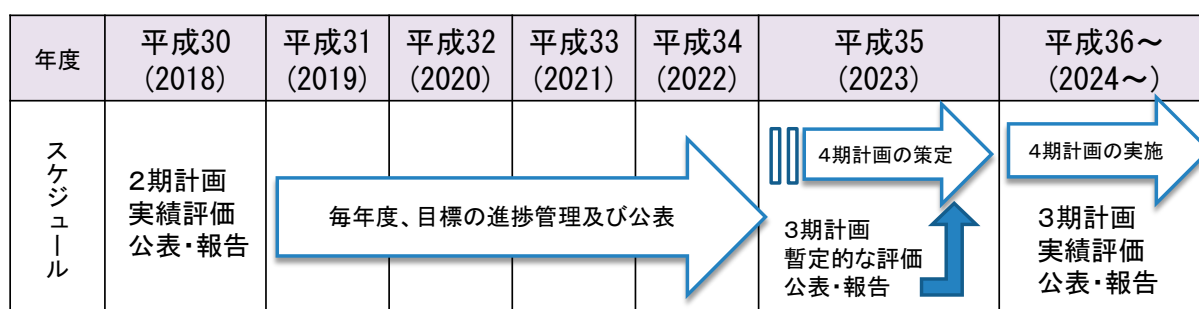 年度
平成30
(2018)
平成31
(2019)
平成32
(2020)
平成33
(2021)
平成34
(2022)
平成35
(2023)
平成36～
(2024～)
スケジュール
2期計画
実績評価
公表・報告
毎年度、目標の進捗管理及び公表
4期計画の策定
3期計画
暫定的な評価
公表・報告
4期計画の実施
3期計画
実績評価
公表・報告